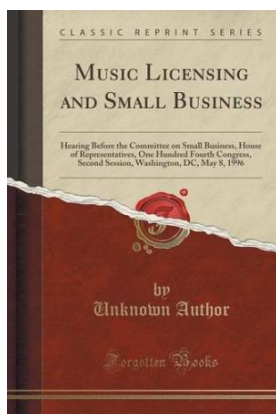 CLASSIC REPRINT SERIES
MUSIC LICENSING
AND SMALL BUSINESS
Hearing Before the Committee on Small Business, House
of Representatives, One Hundred Fourth Congress,
Second Session, Washington, DC, May 8, 1996
by
Unknown Author
Forgotten Books